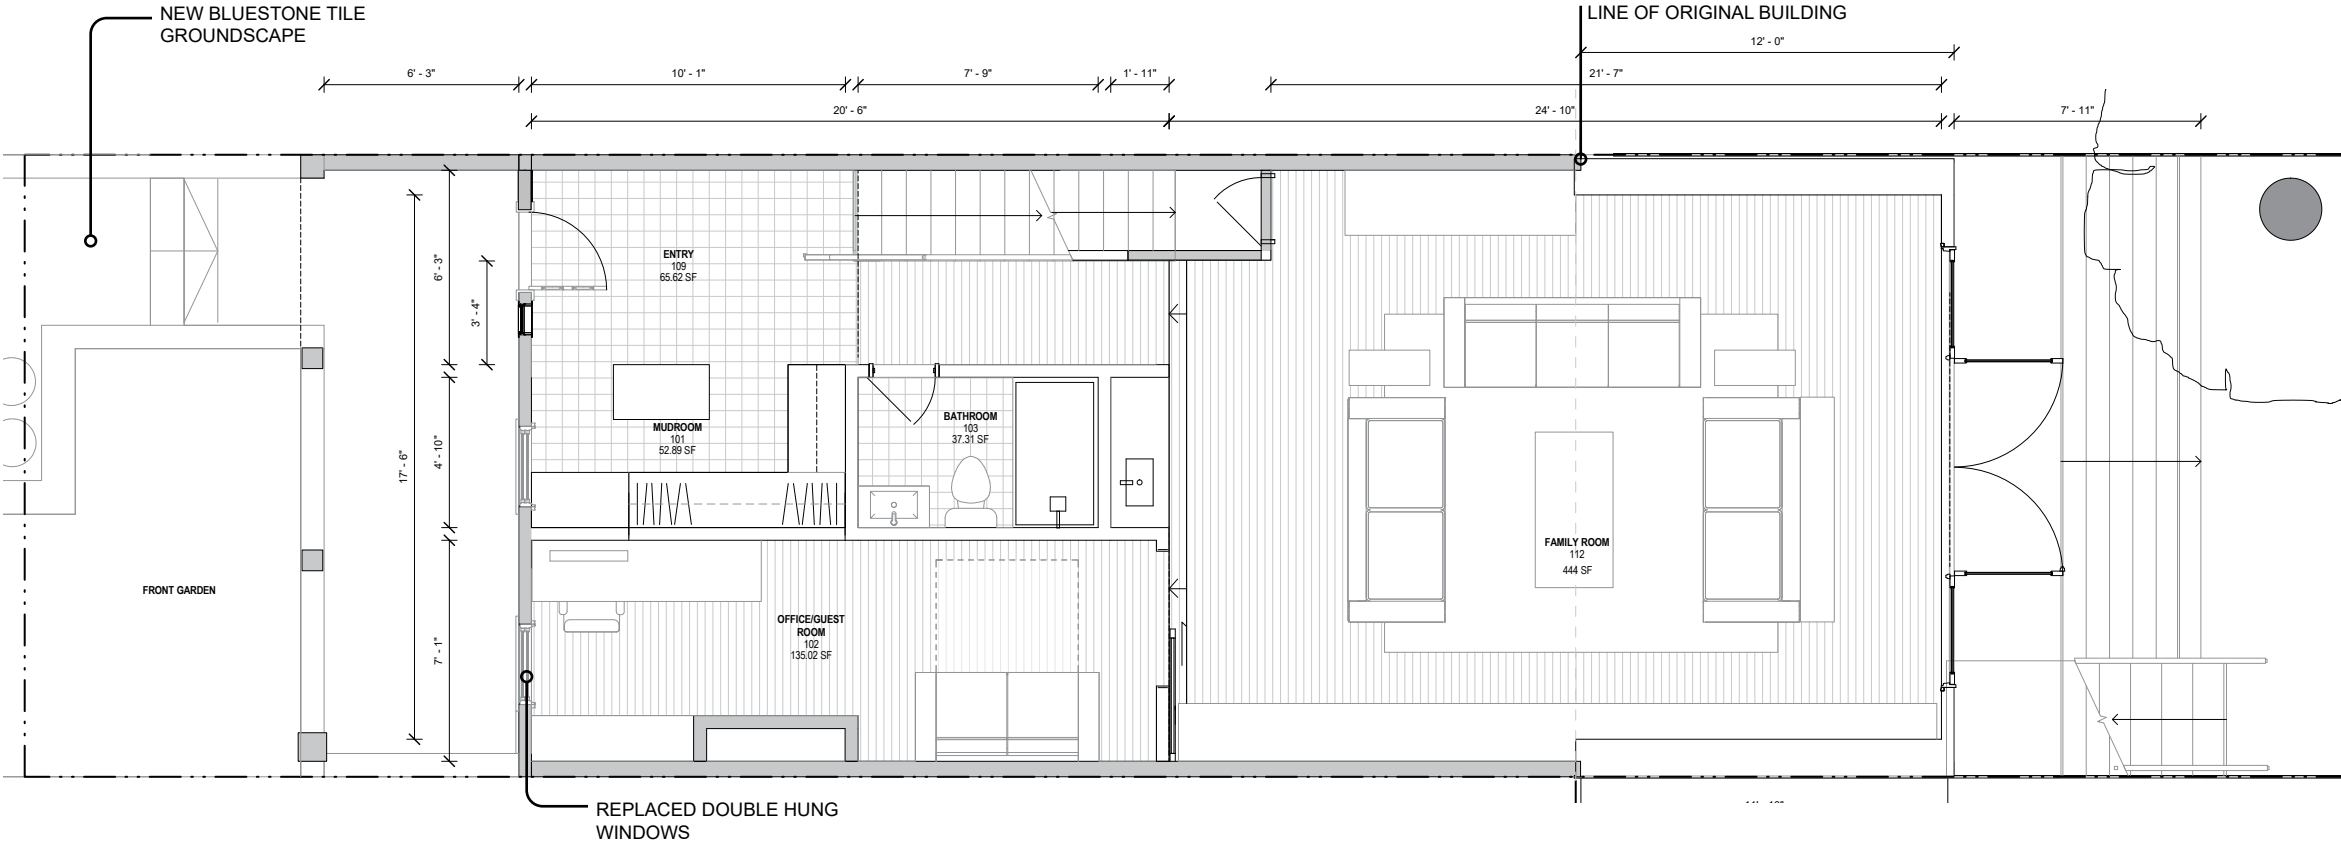 NEW BLUESTONE TILE
GROUNDSCAPE
LINE OF ORIGINAL BUILDING
12' - 0"
6' - 3"
10' - 1"
7' - 9"
1' - 11"
21' - 7"
20' - 6"
24' - 10"
7' - 11"
6' - 3"
3' - 4"
17' - 6"
4' - 10"
7' - 1"
ENTRY
109
65.62 SF
MUDROOM
101
52.89 SF
BATHROOM
103
37.31 SF
FAMILY ROOM
112
444 SF
FRONT GARDEN
OFFICE/GUEST
ROOM
102
135.02 SF
REPLACED DOUBLE HUNG
WINDOWS